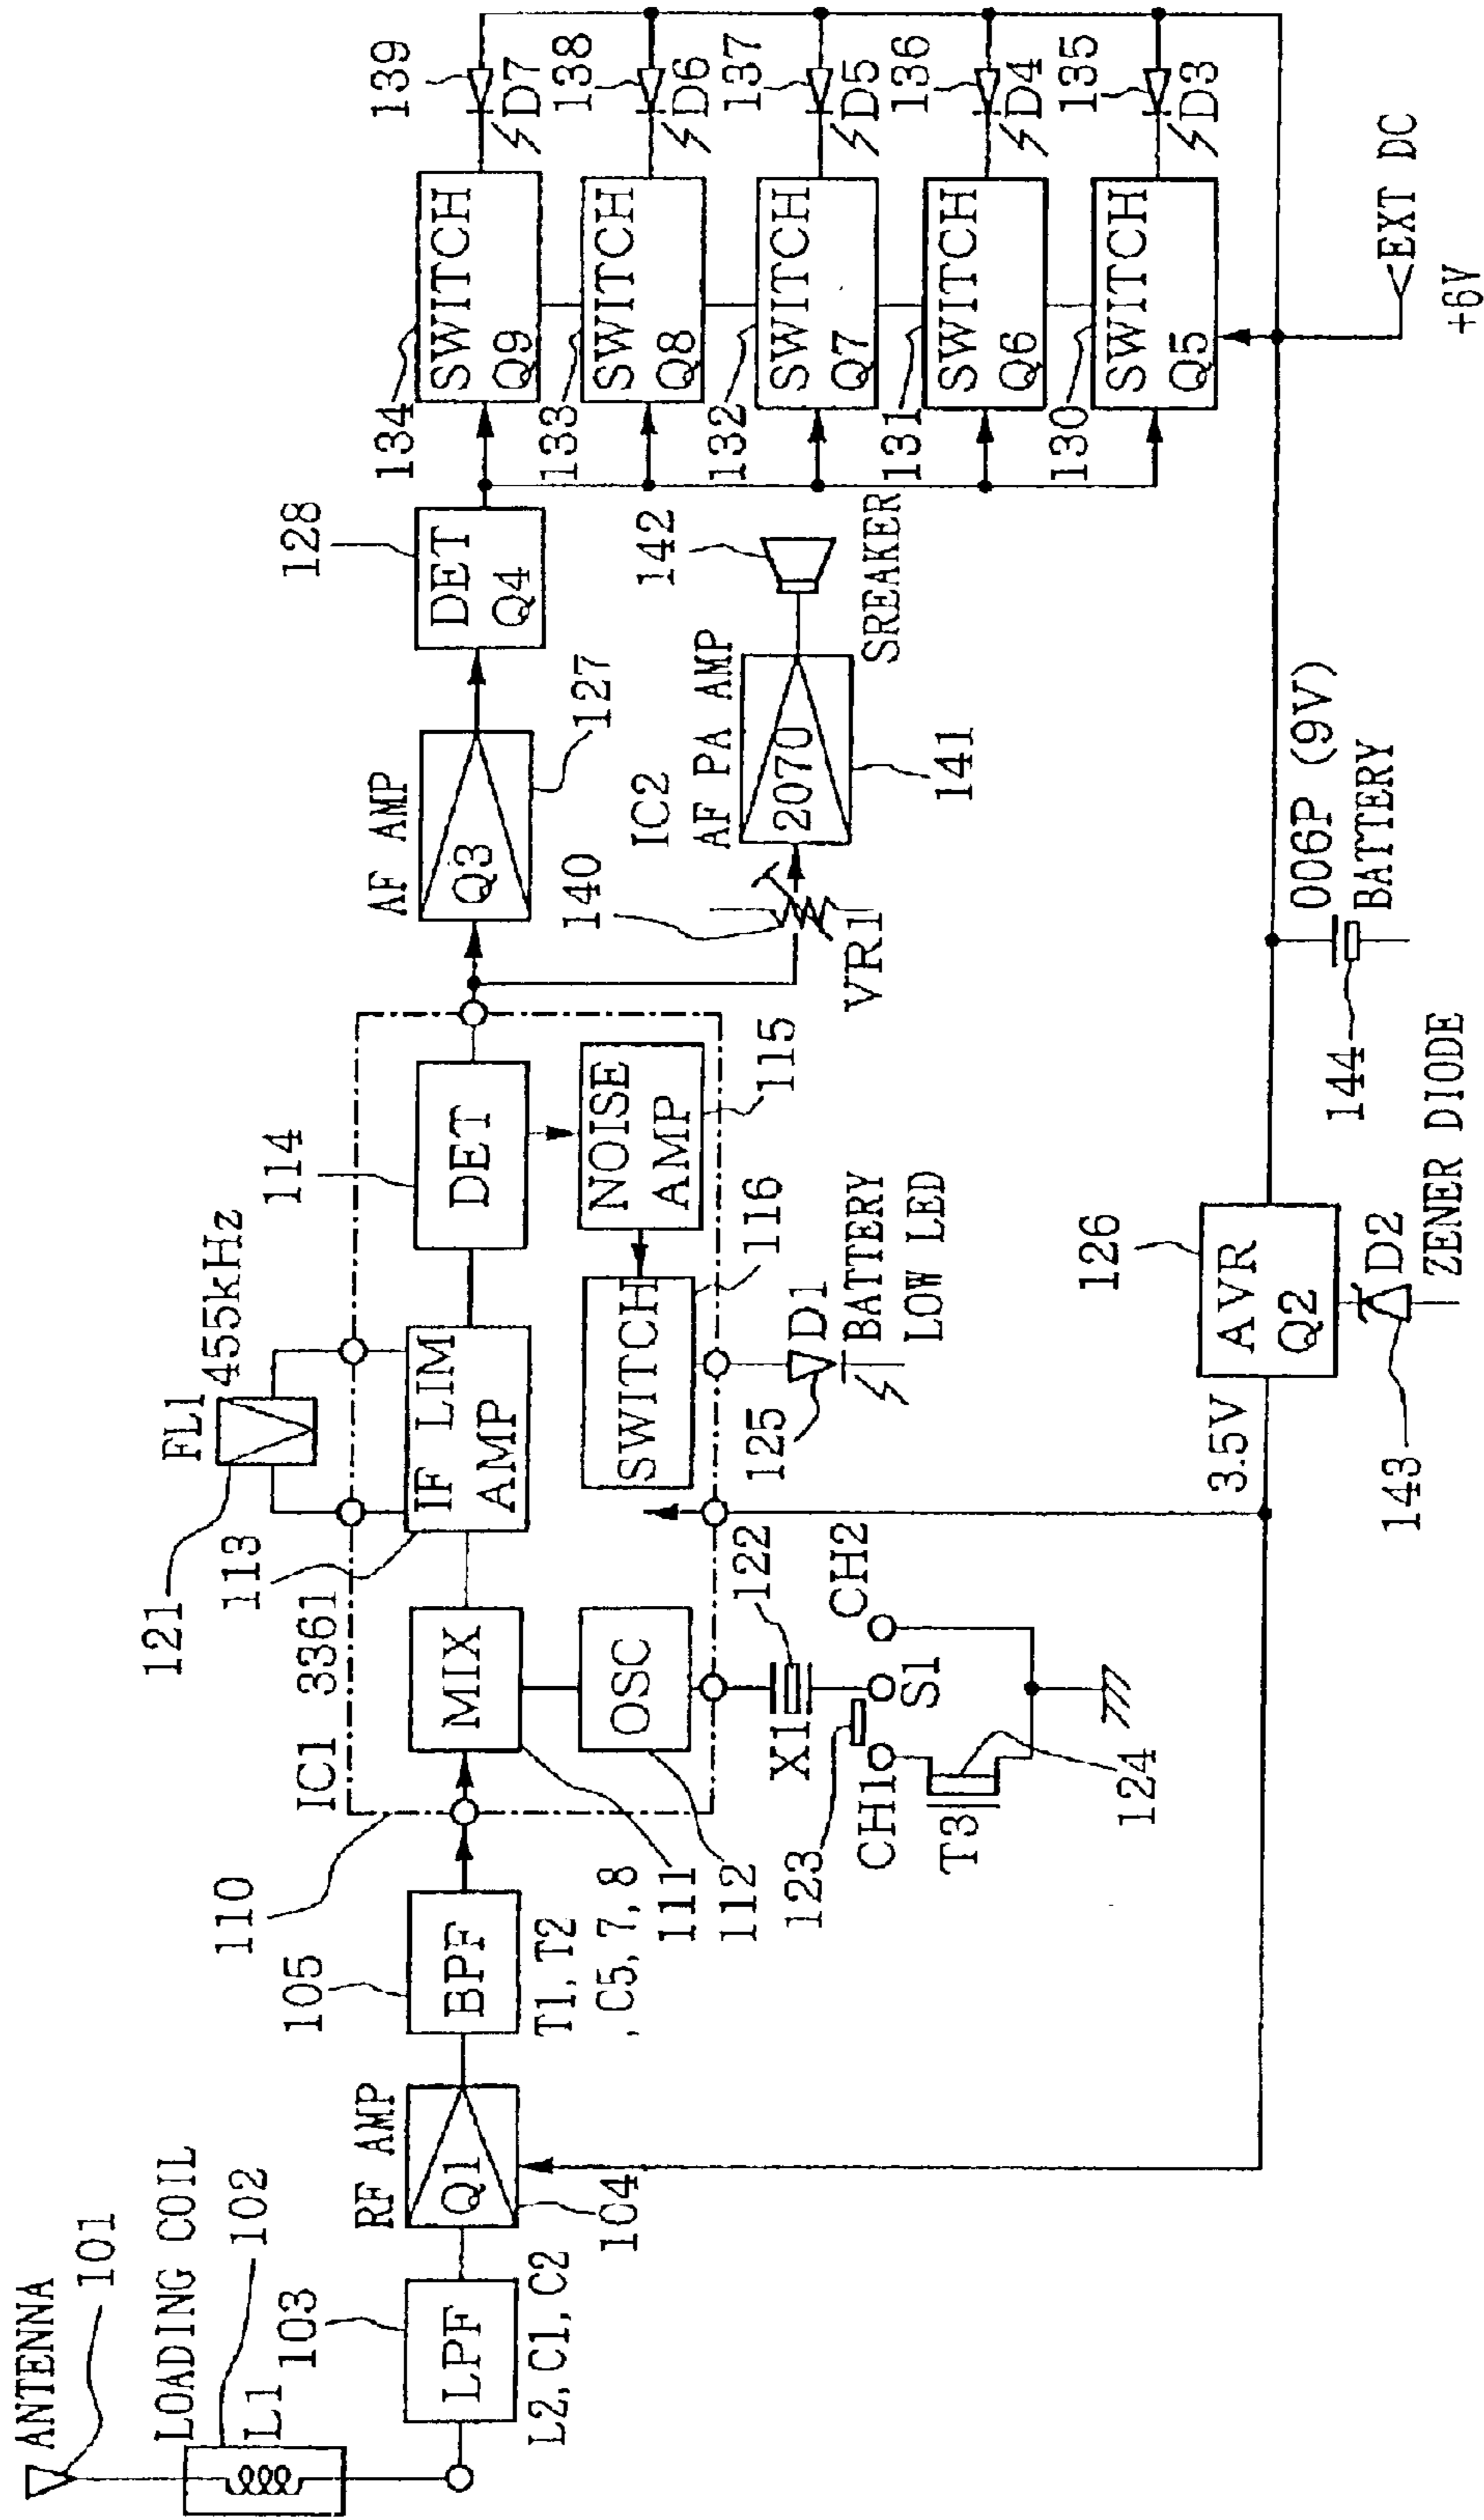 ANTENNA
101
LOADING COIL
102
L1
103
LPF
L2, C1, C2
RF AMP
Q1
104
105
BPF
T1, T2
, C5, 7, 8
110
IC1 3361
MIX
111
OSC
112
121
FL1
455kHz
113
IF LIM
AMP
114
DET
NOISE
AMP
115
SWITCH
116
X1
122
123
CH1
S1
CH2
T3
124
125
D1
BATTERY
LOW LED
AF AMP
Q3
127
128
DET
Q4
140
VR1
IC2
AF PA AMP
2070
141
142
SREAKER
134
SWITCH
Q9
139
D7
133
SWITCH
Q8
138
D6
132
SWITCH
Q7
137
D5
131
SWITCH
Q6
136
D4
130
SWITCH
Q5
135
D3
3.5V
126
AVR
Q2
143
D2
ZENER DIODE
006P (9V)
BATTERY
144
EXT DC
+6V